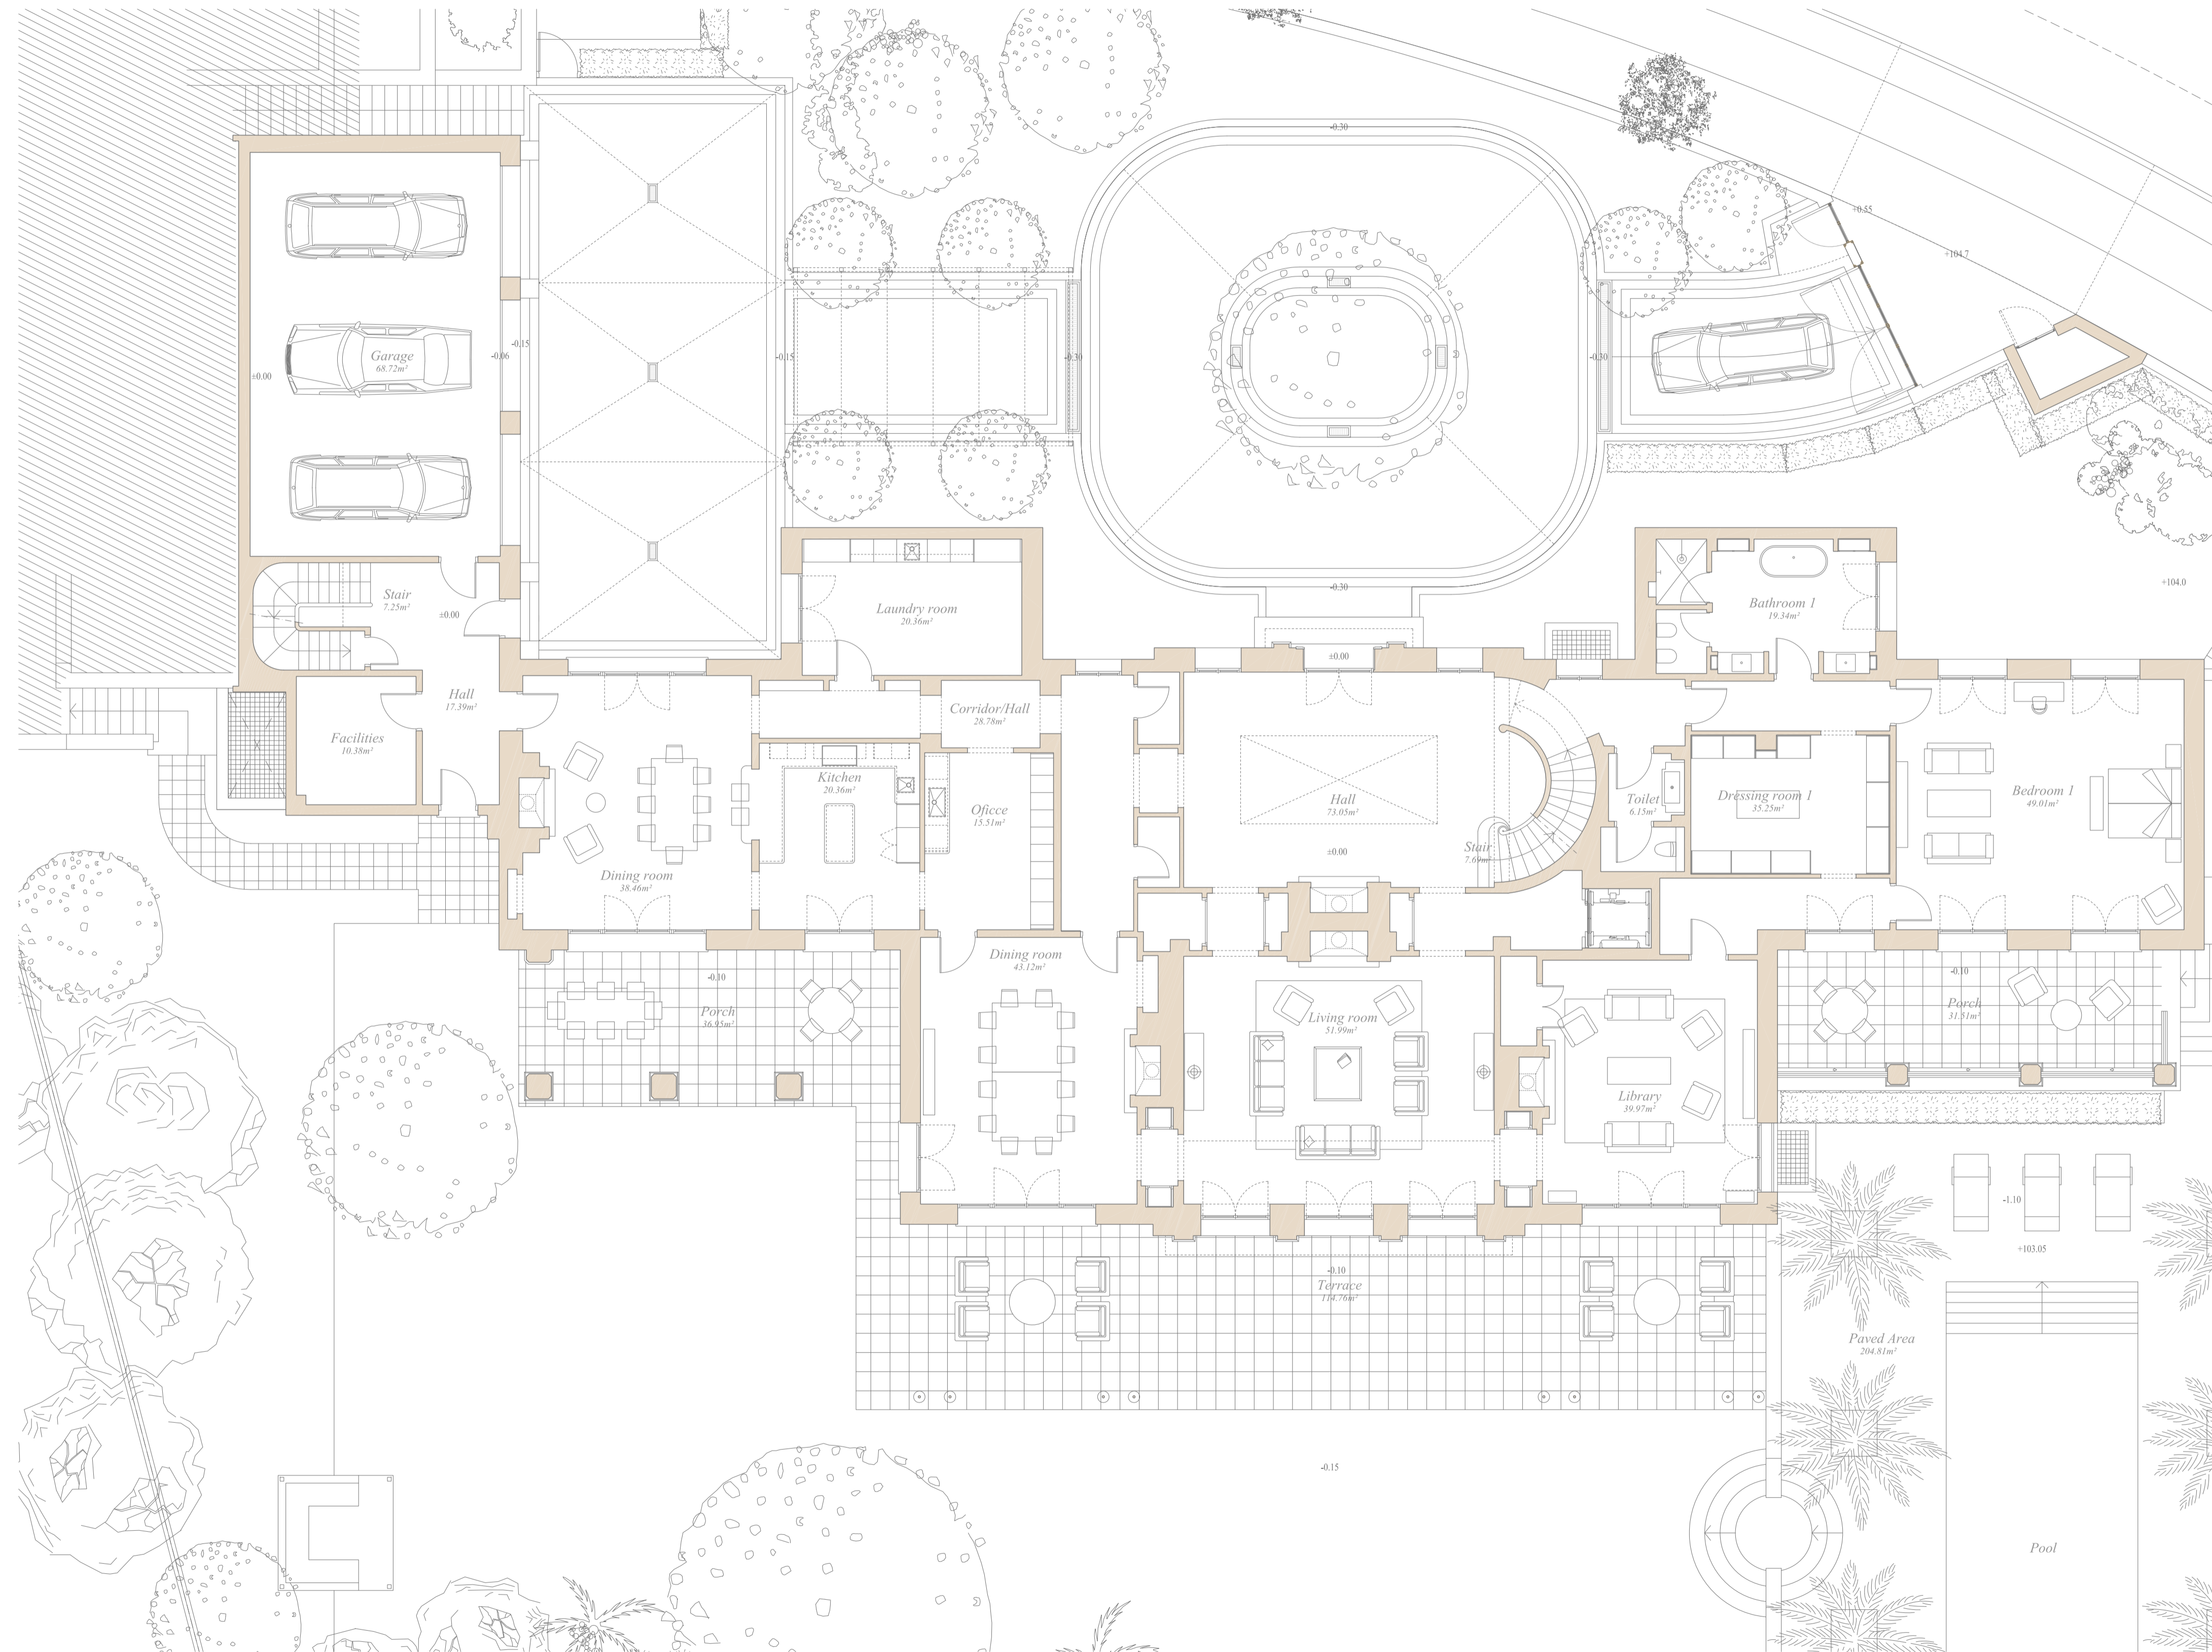 -0.30
+0.55
+104.7
Garage
68.72m²
-0.06
-0.15
±0.00
-0.15
-0.30
-0.30
Stair
7.25m²
±0.00
Laundry room
20.36m²
-0.30
Bathroom 1
19.34m²
+104.0
±0.00
Hall
17.39m²
Corridor/Hall
28.78m²
Facilities
10.38m²
Kitchen
20.36m²
Oficce
15.51m²
Hall
73.05m²
±0.00
Stair
7.69m²
Toilet
6.15m²
Dressing room 1
35.25m²
Bedroom 1
49.01m²
Dining room
38.46m²
Dining room
43.12m²
-0.10
Porch
36.95m²
Living room
51.99m²
-0.10
Porch
31.51m²
Library
39.97m²
-1.10
+103.05
-0.10
Terrace
114.76m²
Paved Area
204.81m²
-0.15
Pool